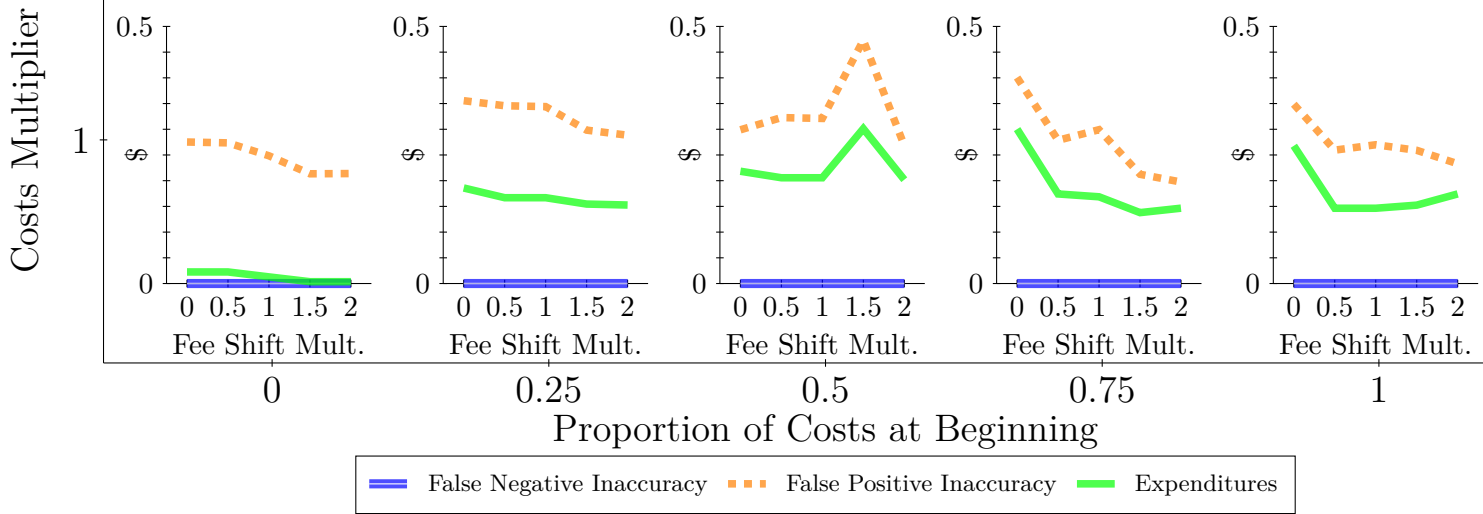 Costs Multiplier
1
0.5
$
0
0 0.5 1 1.5 2
Fee Shift Mult.
0.5
$
0
0 0.5 1 1.5 2
Fee Shift Mult.
0.5
$
0
0 0.5 1 1.5 2
Fee Shift Mult.
0.5
$
0
0 0.5 1 1.5 2
Fee Shift Mult.
0.5
$
0
0 0.5 1 1.5 2
Fee Shift Mult.
0 0.25 0.5 0.75 1
Proportion of Costs at Beginning
False Negative Inaccuracy False Positive Inaccuracy Expenditures